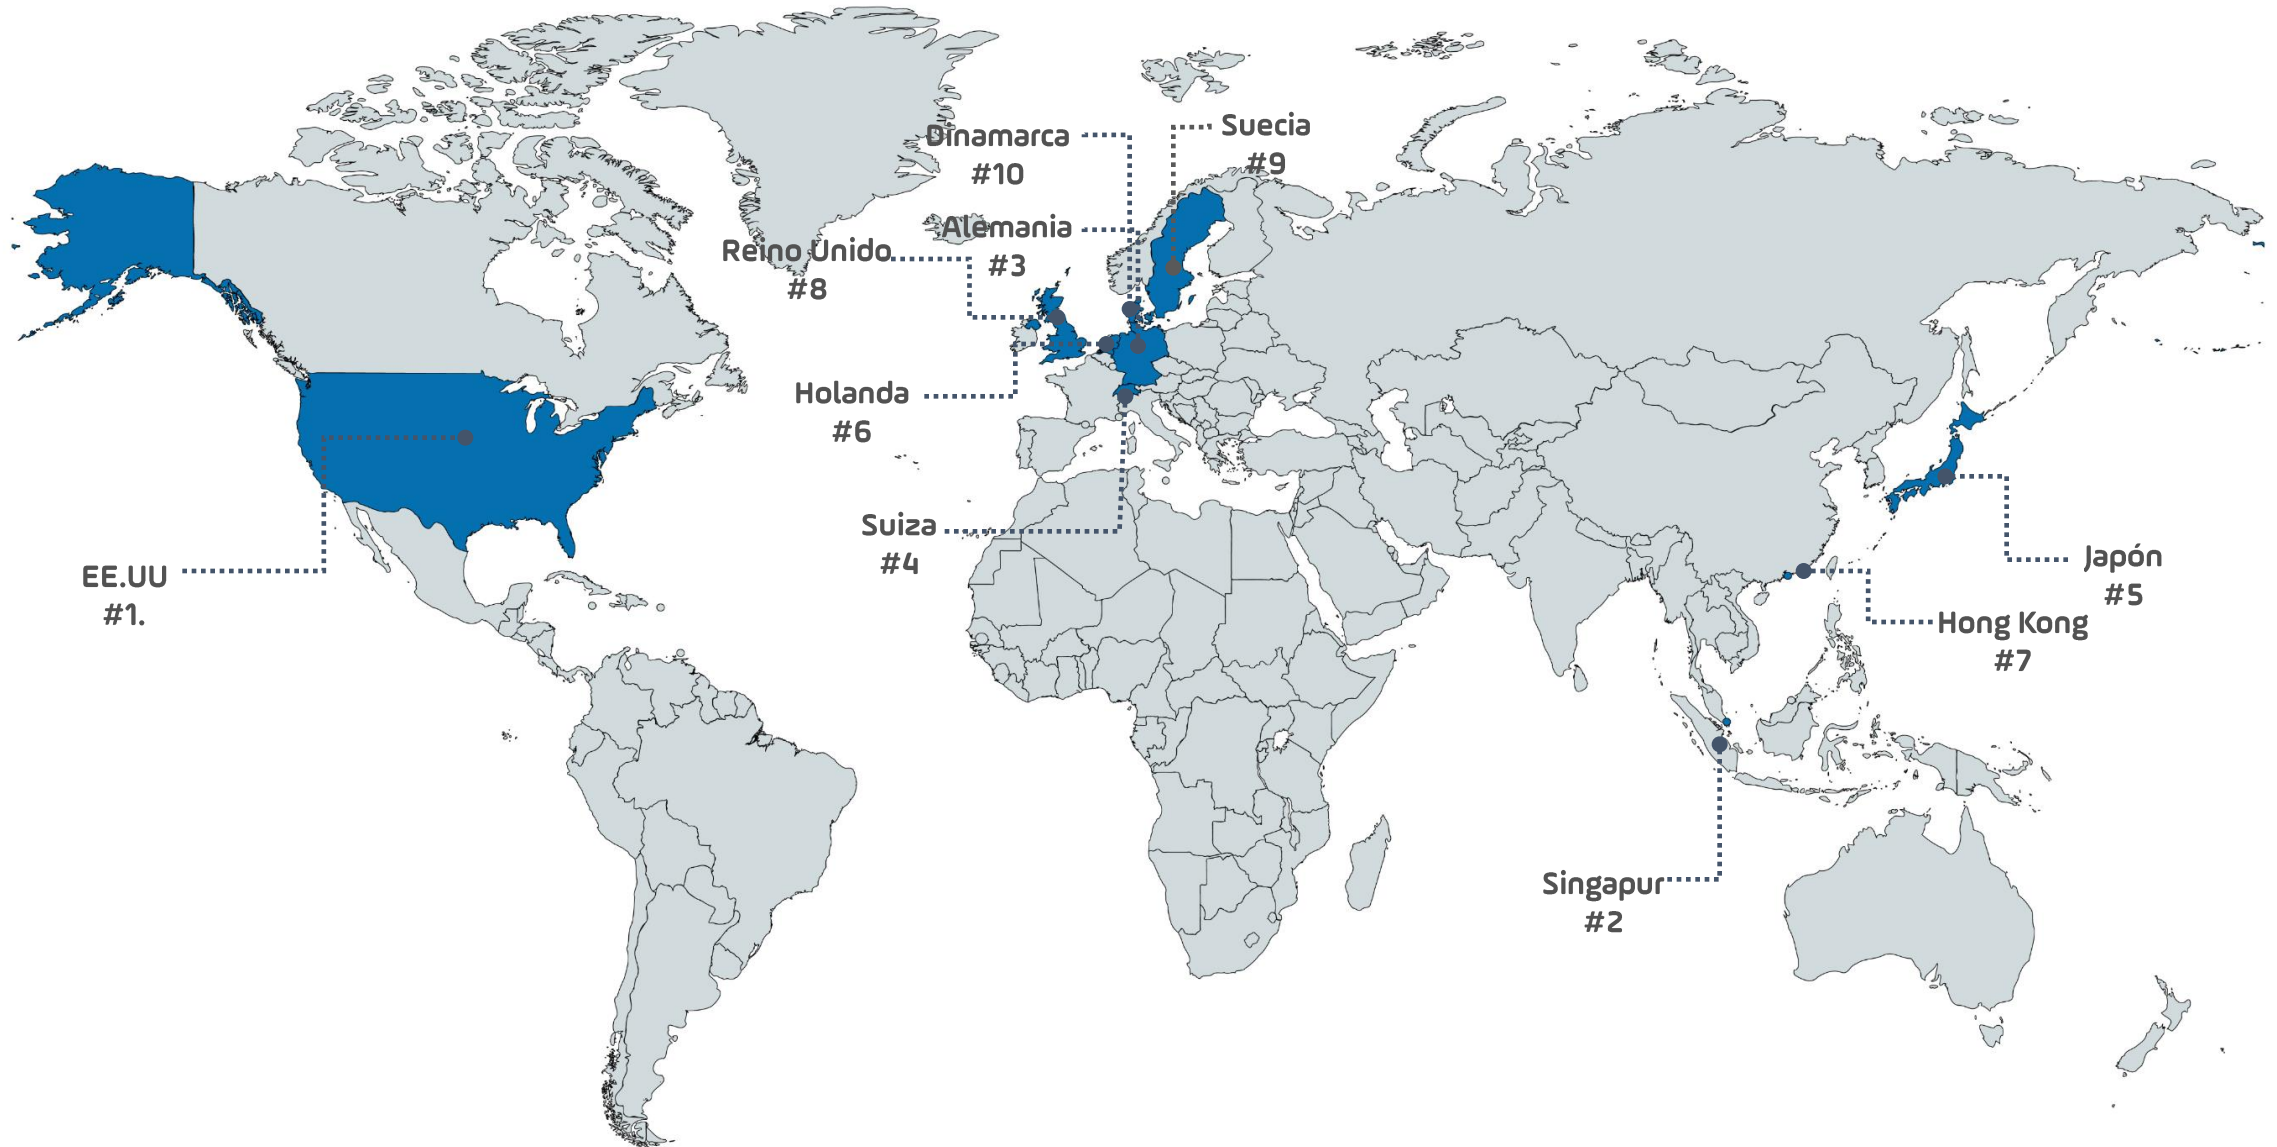 Dinamarca
#10
Suecia
#9
Alemania
#3
Reino Unido
#8
Holanda
#6
Suiza
#4
EE.UU
#1.
Japón
#5
Hong Kong
#7
Singapur
#2